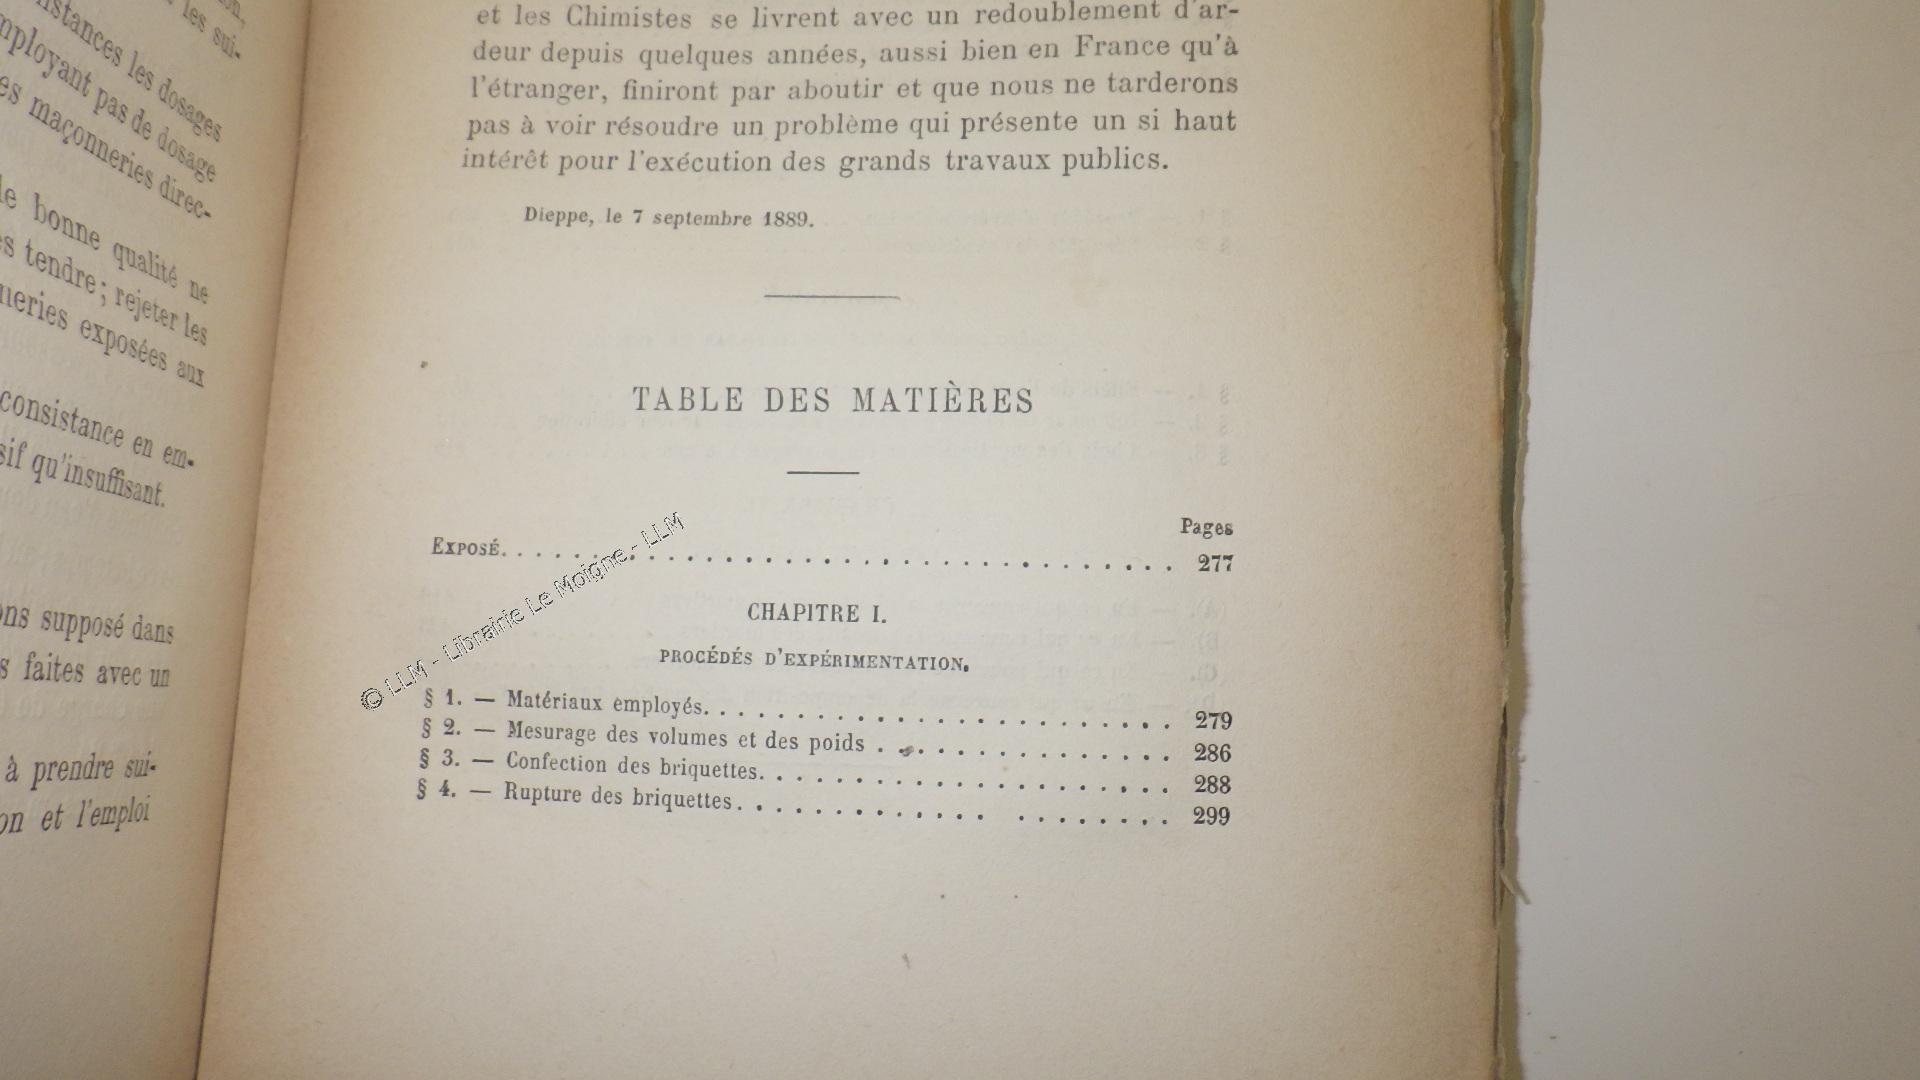 les sui-
nstances les dosages
mployant pas de dosage
es maçonneries direc-
le bonne qualité ne
es tendre; rejeter les
neries exposées aux
consistance en em-
sif qu'insuffisant.
ons supposé dans
s faites avec un
à prendre sui-
on et l'emploi
et les Chimistes se livrent avec un redoublement d'ar-
deur depuis quelques années, aussi bien en France qu'à
l'étranger, finiront par aboutir et que nous ne tarderons
pas à voir résoudre un problème qui présente un si haut
intérêt pour l'exécution des grands travaux publics.
Dieppe, le 7 septembre 1889.
TABLE DES MATIÈRES
Pages
EXPOSÉ. . . . . . . . . . . . . . . . . . . . . . . . . . . . . . . . . . 277
CHAPITRE I.
PROCÉDÉS D'EXPÉRIMENTATION.
§ 1. — Matériaux employés. . . . . . . . . . . . . . . . . . . . . . . . . . 279
§ 2. — Mesurage des volumes et des poids . . . . . . . . . . . . . . . . 286
§ 3. — Confection des briquettes. . . . . . . . . . . . . . . . . . . . . . . 288
§ 4. — Rupture des briquettes. . . . . . . . . . . . . . . . . . . . . . 299
© LLM - Librairie Le Moigne - LLM